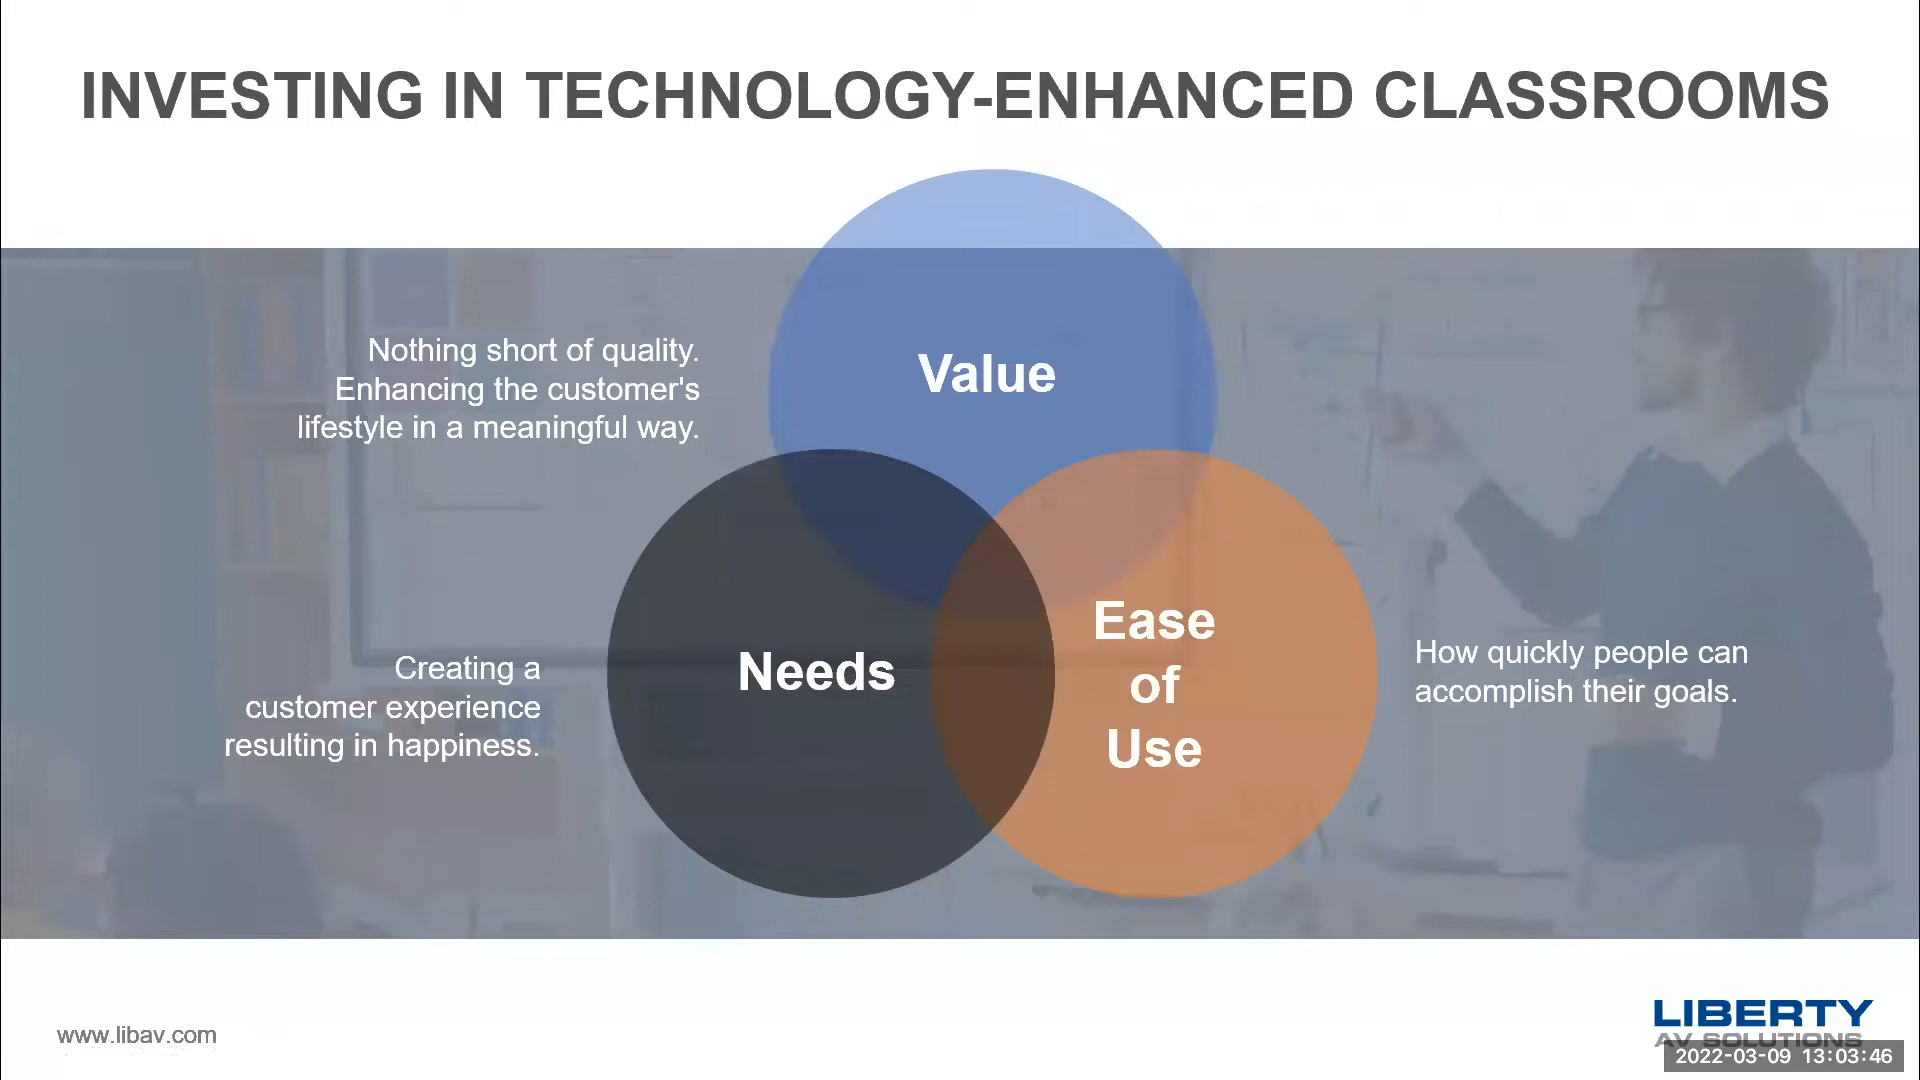 INVESTING IN TECHNOLOGY-ENHANCED CLASSROOMS
Value
Nothing short of quality.
Enhancing the customer's
lifestyle in a meaningful way.
Needs
Creating a
customer experience
resulting in happiness.
Ease
of
Use
How quickly people can
accomplish their goals.
www.libav.com
LIBERTY
AV SOLUTIONS
2022-03-09 13:03:46